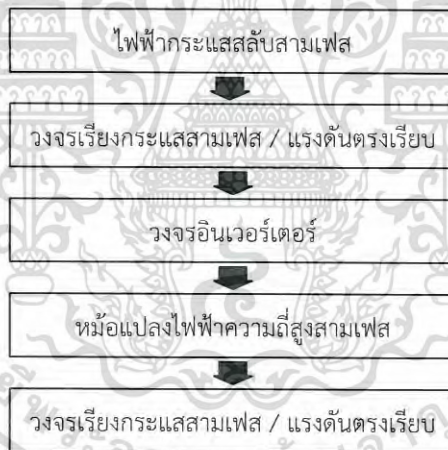 ไฟฟ้ากระแสสลับสามเฟส
วงจรเรียงกระแสสามเฟส / แรงดันตรงเรียบ
วงจรอินเวอร์เตอร์
หม้อแปลงไฟฟ้าความถี่สูงสามเฟส
วงจรเรียงกระแสสามเฟส / แรงดันตรงเรียบ